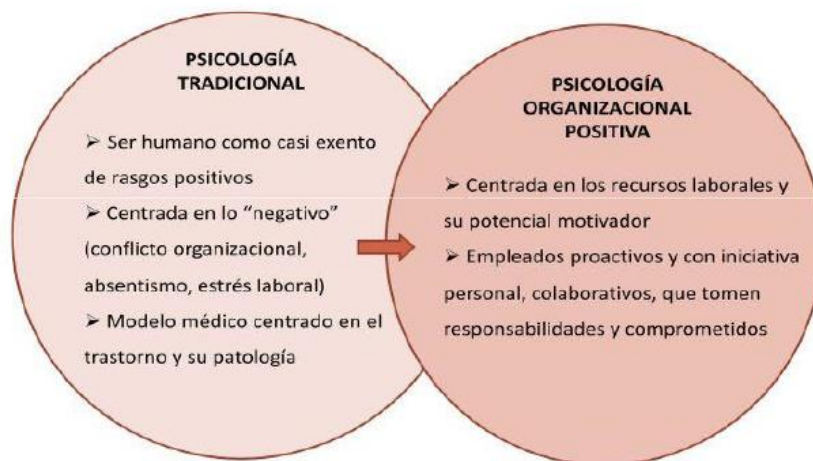 PSICOLOGÍA
TRADICIONAL
➢ Ser humano como casi exento
de rasgos positivos
➢ Centrada en lo “negativo”
(conflicto organizacional,
absentismo, estrés laboral)
➢ Modelo médico centrado en el
trastorno y su patología
PSICOLOGÍA
ORGANIZACIONAL
POSITIVA
➢ Centrada en los recursos laborales y
su potencial motivador
➢ Empleados proactivos y con iniciativa
personal, colaborativos, que tomen
responsabilidades y comprometidos